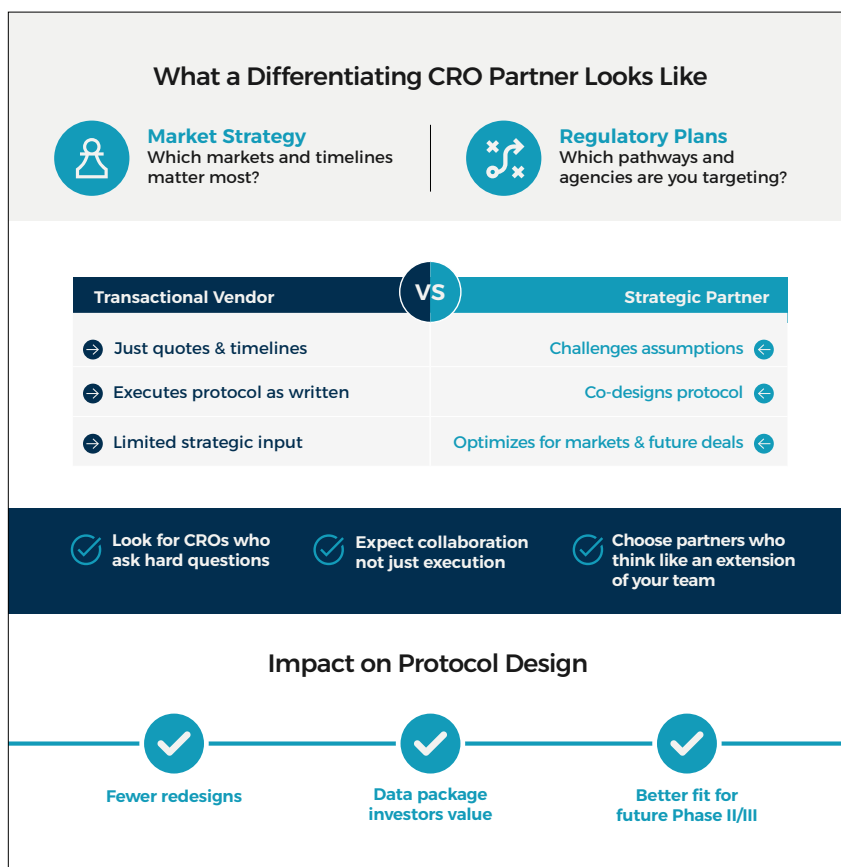 What a Differentiating CRO Partner Looks Like
Market Strategy
Which markets and timelines
matter most?
Regulatory Plans
Which pathways and
agencies are you targeting?
Transactional Vendor
VS
Strategic Partner
Just quotes & timelines
Challenges assumptions
Executes protocol as written
Co-designs protocol
Limited strategic input
Optimizes for markets & future deals
Look for CROs who
ask hard questions
Expect collaboration
not just execution
Choose partners who
think like an extension
of your team
Impact on Protocol Design
Fewer redesigns
Data package
investors value
Better fit for
future Phase II/III